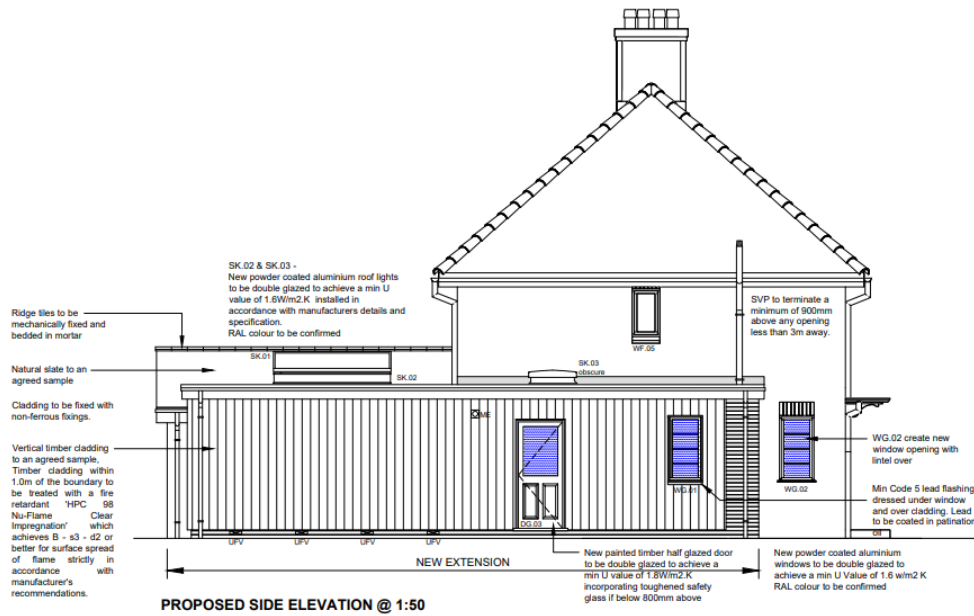 SK.02 & SK.03 -
New powder coated aluminium roof lights
to be double glazed to achieve a min U
value of 1.6W/m2.K installed in
accordance with manufacturers details and
specification.
RAL colour to be confirmed
Ridge tiles to be
mechanically fixed and
bedded in mortar
Natural slate to an
agreed sample
Cladding to be fixed with
non-ferrous fixings.
Vertical timber cladding
to an agreed sample,
Timber cladding within
1.0m of the boundary to
be treated with a fire
retardant 'HPC 98
Nu-Flame Clear
Impregnation' which
achieves B - s3 - d2 or
better for surface spread
of flame strictly in
accordance with
manufacturer's
recommendations.
SK.01
SK.02
SK.03
obscure
WF.05
SVP to terminate a
minimum of 900mm
above any opening
less than 3m away.
ME
DG.03
WG.01
WG.02
WG.02 create new
window opening with
lintel over
Min Code 5 lead flashing
dressed under window
and over cladding. Lead
to be coated in patination
oil
UFV
UFV
UFV
UFV
NEW EXTENSION
New painted timber half glazed door
to be double glazed to achieve a
min U value of 1.8W/m2.K
incorporating toughened safety
glass if below 800mm above
New powder coated aluminium
windows to be double glazed to
achieve a min U Value of 1.6 w/m2 K
RAL colour to be confirmed
PROPOSED SIDE ELEVATION @ 1:50